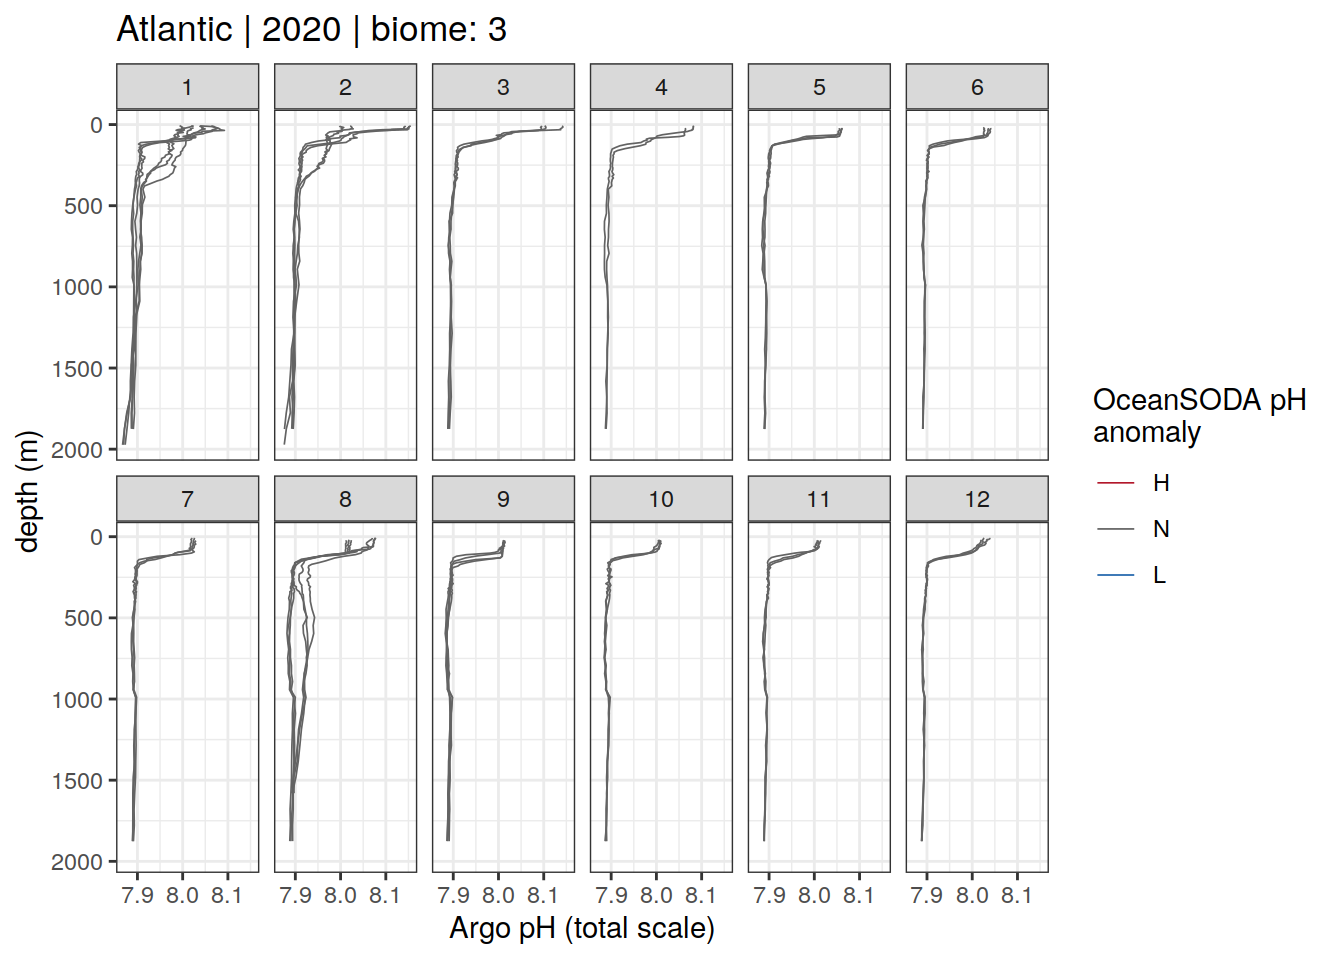 Atlantic | 2020 | biome: 3
1 2 3 4 5 6
0
500
1000
1500
2000
7 8 9 10 11 12
0
500
1000
1500
2000
7.9 8.0 8.1 7.9 8.0 8.1 7.9 8.0 8.1 7.9 8.0 8.1 7.9 8.0 8.1 7.9 8.0 8.1
Argo pH (total scale)
depth (m)
OceanSODA pH
anomaly
H
N
L